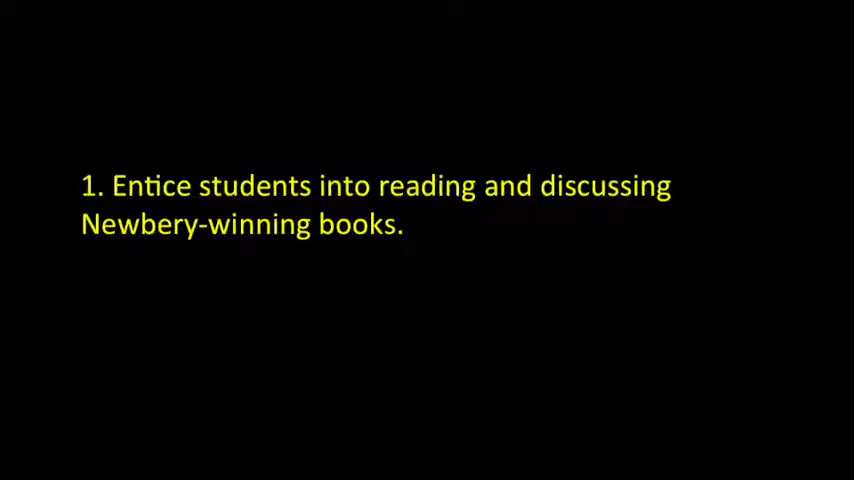 1. Entice students into reading and discussing
Newbery-winning books.